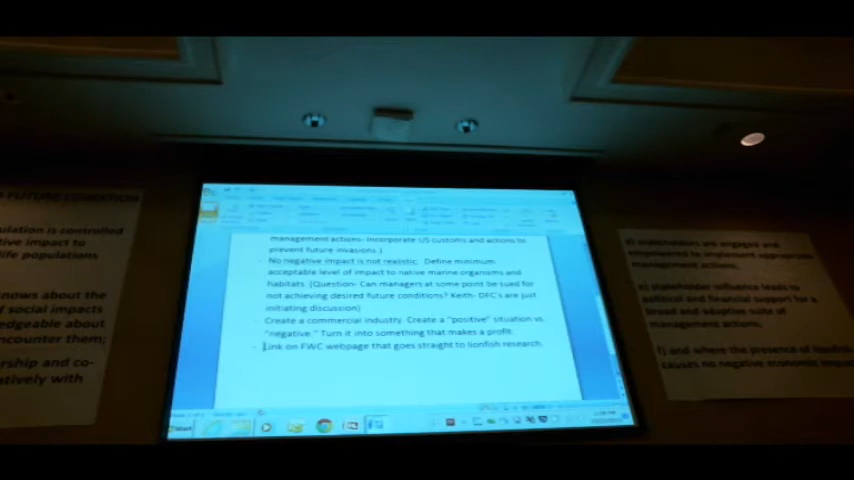 FUTURE CONDITION
ulation is controlled
tive impact to
life populations
nows about the
d social impacts
edgeable about
ncounter them;
rship and co-
atively with
management actions- Incorporate US customs and actions to
prevent future invasions.)
- No negative impact is not realistic. Define minimum
acceptable level of impact to native marine organisms and
habitats. (Question- Can managers at some point be sued for
not achieving desired future conditions? Keith- DFC's are just
initiating discussion)
- Create a commercial industry. Create a "positive" situation vs.
"negative." Turn it into something that makes a profit.
- Link on FWC webpage that goes straight to lionfish research.
Start
d) stakeholders are engaged and
empowered to implement appropriate
management actions;
e) stakeholder influence leads to
political and financial support for a
broad and adaptive suite of
management actions;
f) and where the presence of lionfish
causes no negative economic impact